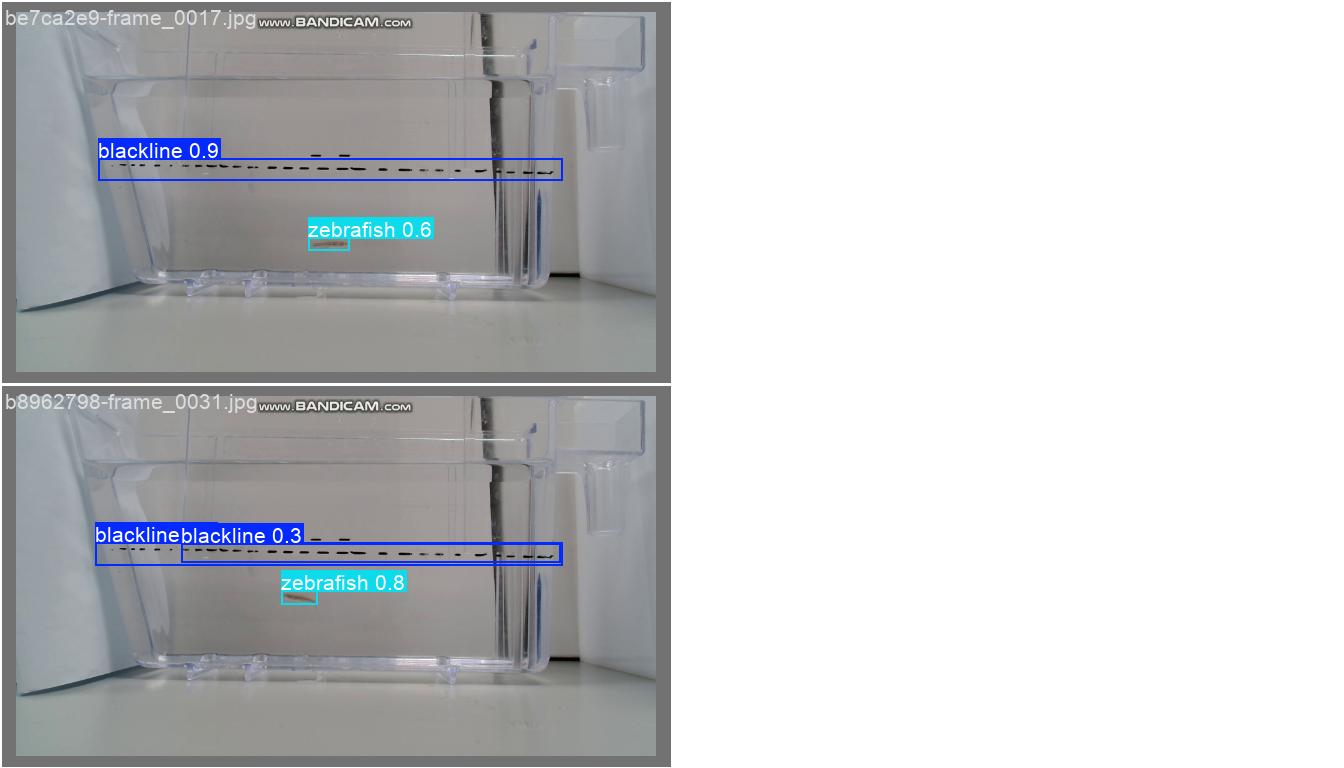 be7ca2e9-frame_0017.jpg
www.BANDICAM.com
blackline 0.9
zebrafish 0.6
b8962798-frame_0031.jpg
www.BANDICAM.com
blackline blackline 0.3
zebrafish 0.8